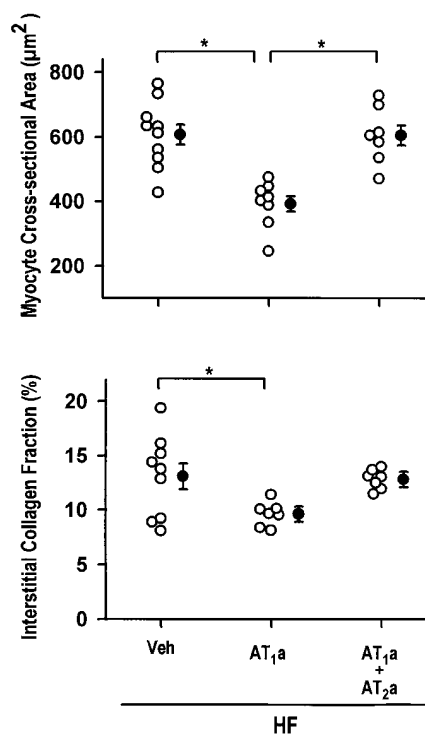 * *
Myocyte Cross-sectional Area (µm²)
800
600
400
200
*
Interstitial Collagen Fraction (%)
20
15
10
5
0
Veh AT₁a AT₁a
+
AT₂a
HF